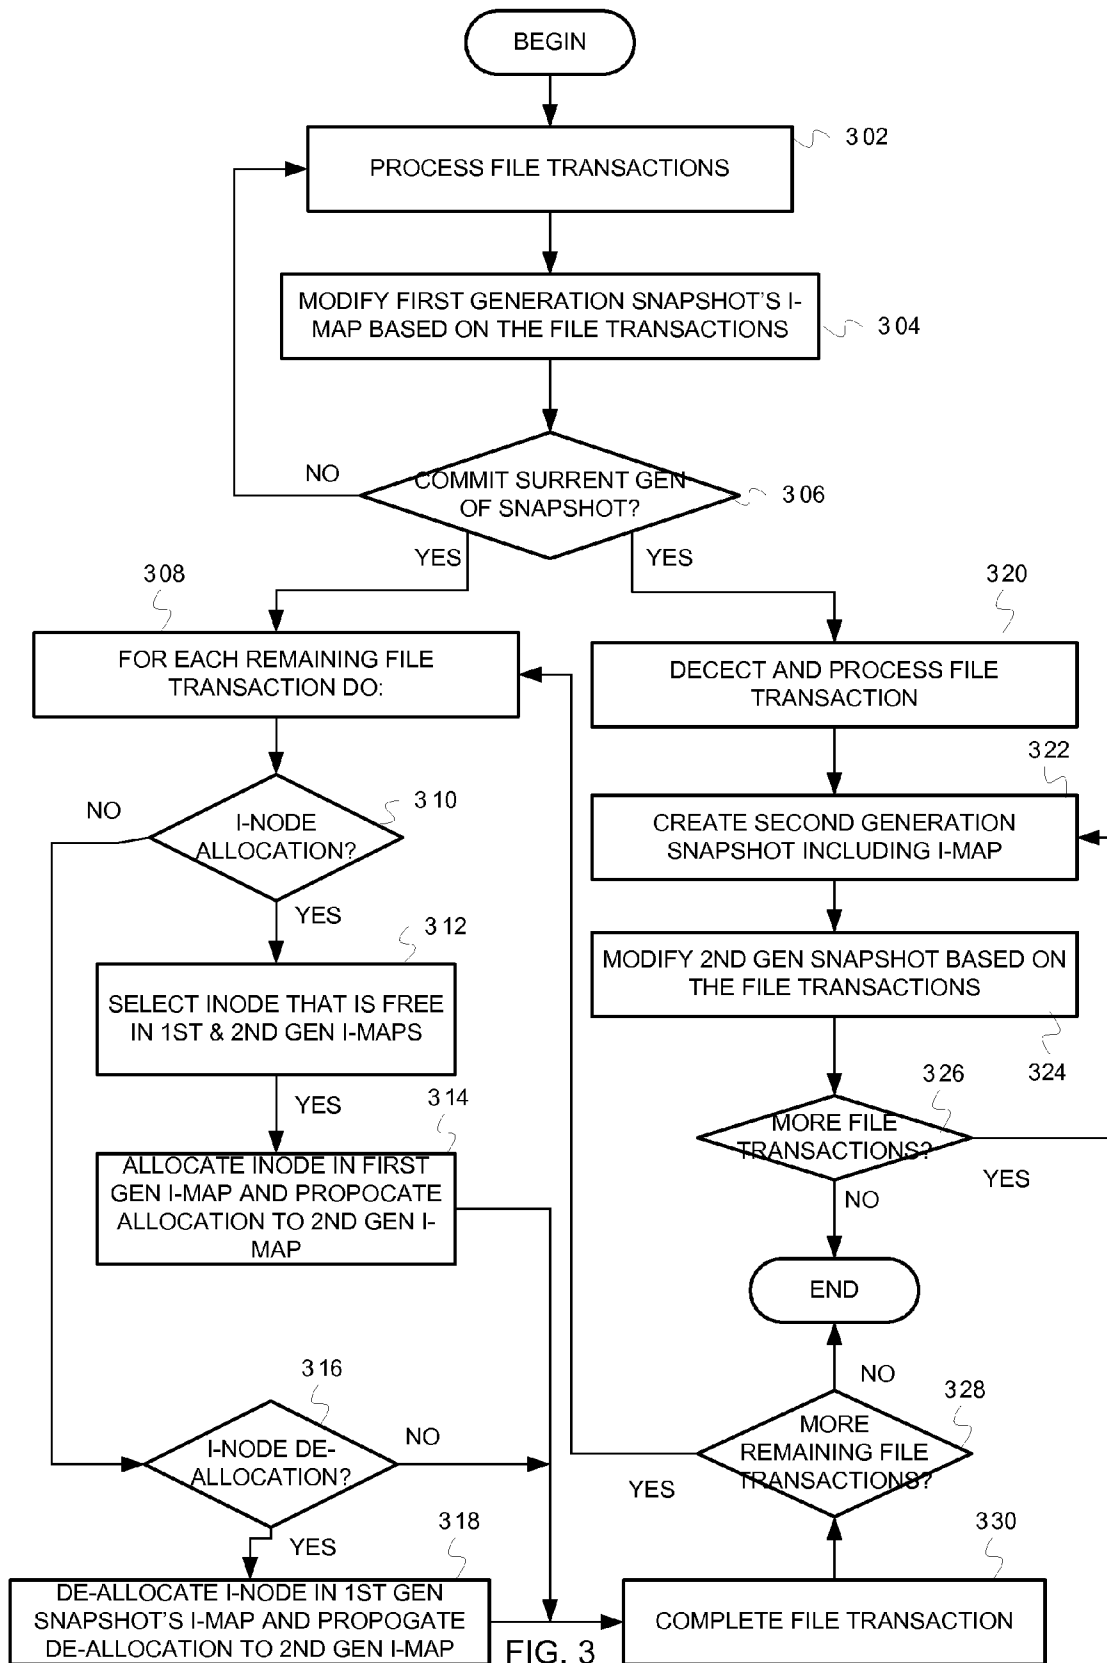 BEGIN
302
PROCESS FILE TRANSACTIONS
MODIFY FIRST GENERATION SNAPSHOT'S I-
MAP BASED ON THE FILE TRANSACTIONS
304
COMMIT SURRENT GEN
OF SNAPSHOT?
306
NO
YES
YES
308
FOR EACH REMAINING FILE
TRANSACTION DO:
320
DECECT AND PROCESS FILE
TRANSACTION
322
CREATE SECOND GENERATION
SNAPSHOT INCLUDING I-MAP
NO
310
I-NODE
ALLOCATION?
YES
312
SELECT INODE THAT IS FREE
IN 1ST & 2ND GEN I-MAPS
MODIFY 2ND GEN SNAPSHOT BASED ON
THE FILE TRANSACTIONS
324
YES
314
ALLOCATE INODE IN FIRST
GEN I-MAP AND PROPOCATE
ALLOCATION TO 2ND GEN I-
MAP
326
MORE FILE
TRANSACTIONS?
YES
NO
END
316
I-NODE DE-
ALLOCATION?
NO
YES
NO
328
MORE
REMAINING FILE
TRANSACTIONS?
YES
318
DE-ALLOCATE I-NODE IN 1ST GEN
SNAPSHOT'S I-MAP AND PROPOGATE
DE-ALLOCATION TO 2ND GEN I-MAP
330
COMPLETE FILE TRANSACTION
FIG. 3